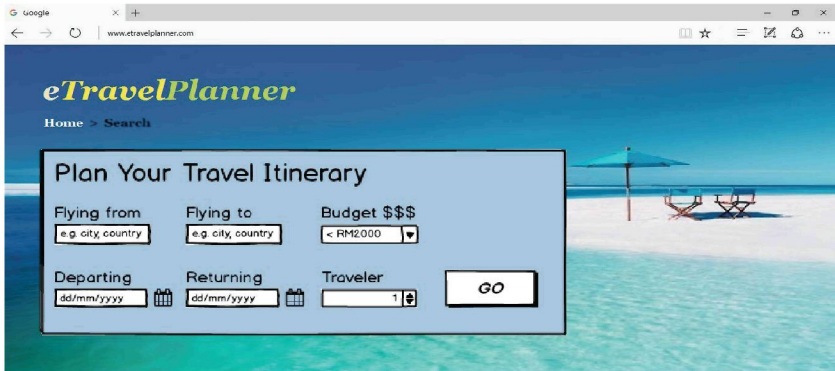 Google
www.etravelplanner.com
eTravelPlanner
Home > Search
Plan Your Travel Itinerary
Flying from Flying to Budget $$$
e.g. city, country e.g. city, country < RM2000
Departing Returning Traveler
dd/mm/yyyy dd/mm/yyyy 1 GO